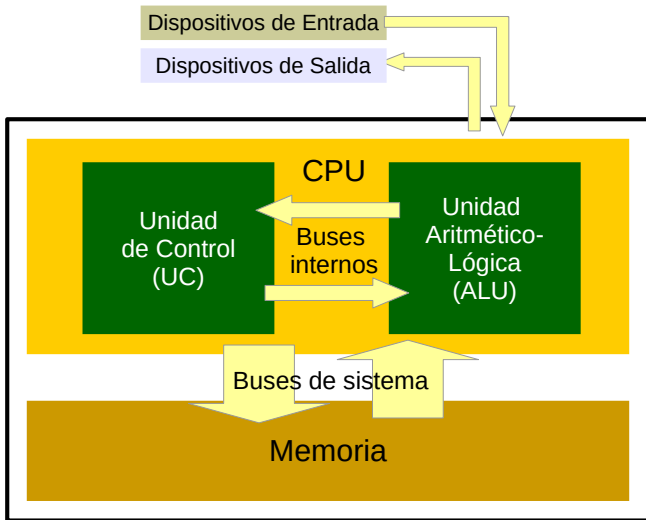 Dispositivos de Entrada
Dispositivos de Salida
CPU
Unidad
de Control
(UC)
Buses
internos
Unidad
Aritmético-
Lógica
(ALU)
Buses de sistema
Memoria